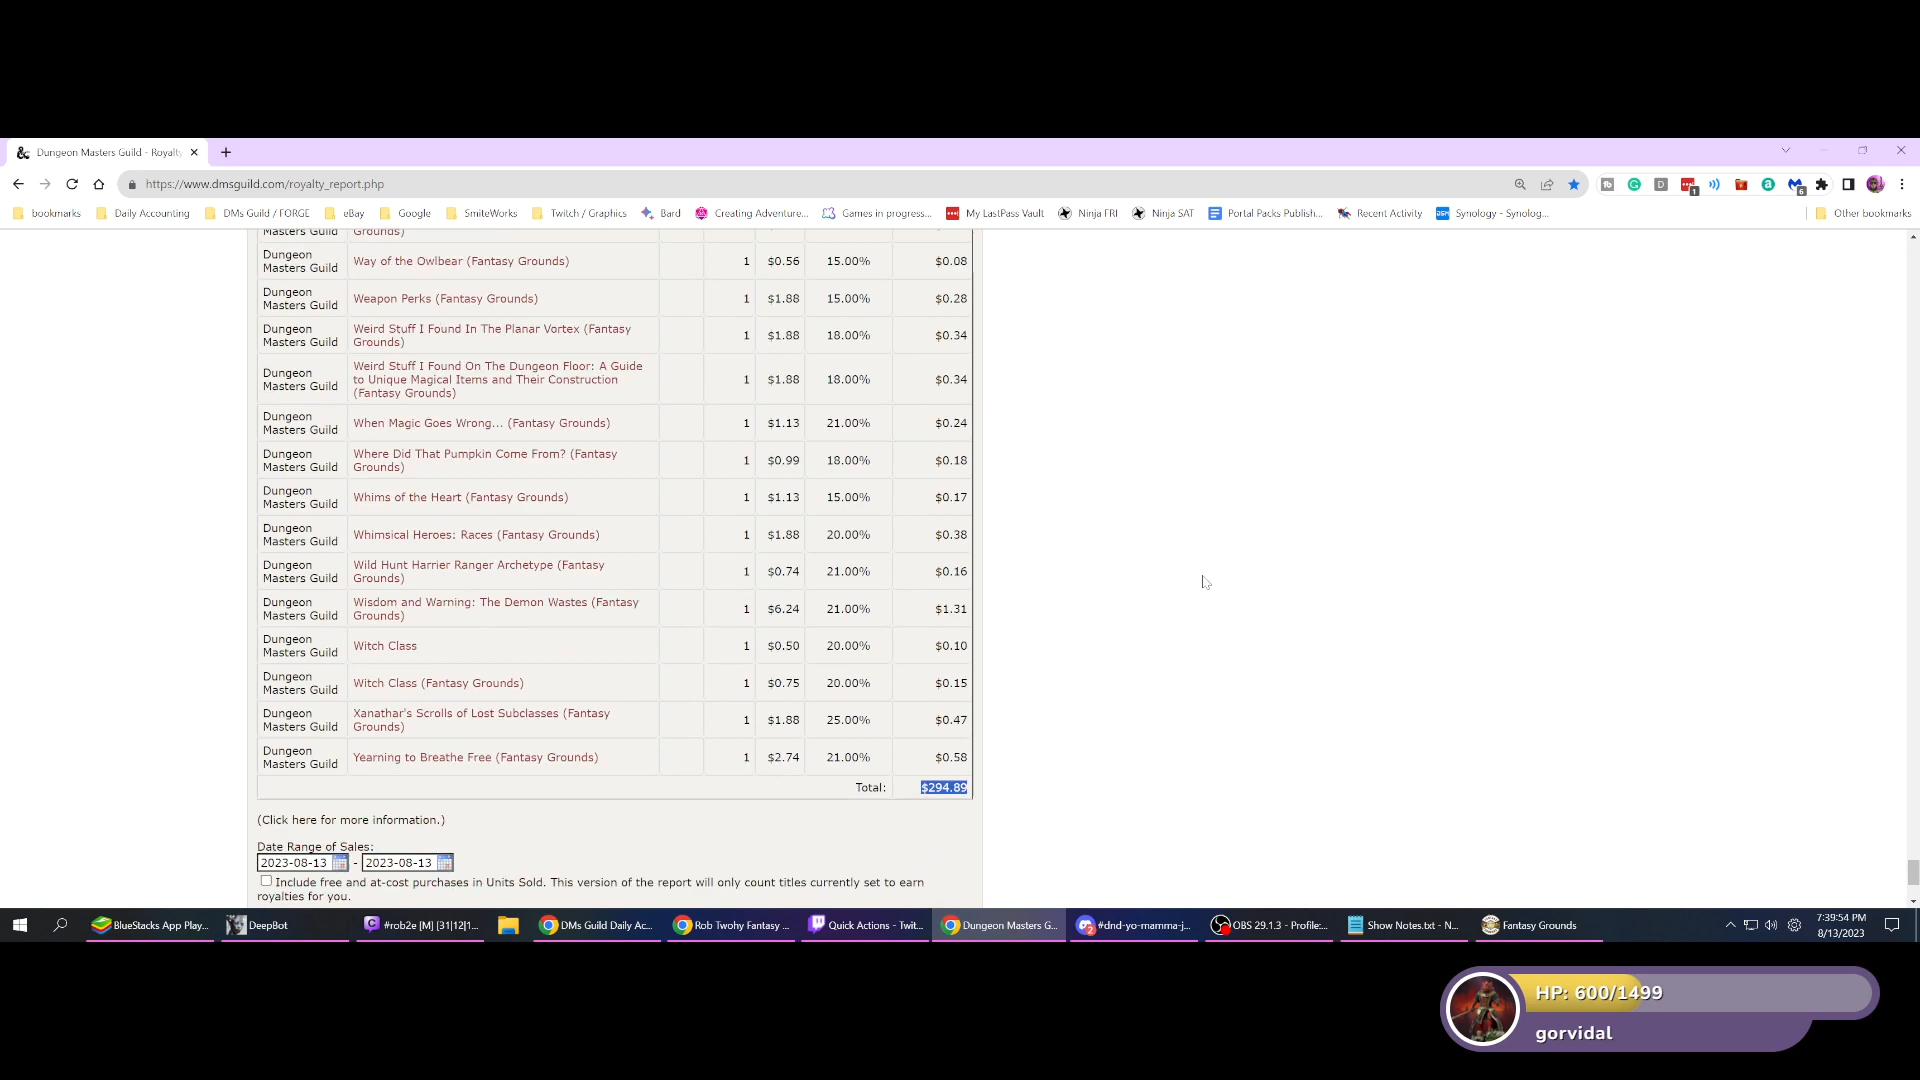 Dungeon Masters Guild - Royalty
https://www.dmsguild.com/royalty_report.php
bookmarks Daily Accounting DMs Guild / FORGE eBay Google SmiteWorks Twitch / Graphics Bard Creating Adventure... Games in progress... My LastPass Vault Ninja FRI Ninja SAT Portal Packs Publish... Recent Activity Synology - Synolog... Other bookmarks
Masters Guild Grounds)
Dungeon
Masters Guild Way of the Owlbear (Fantasy Grounds) 1 $0.56 15.00% $0.08
Dungeon
Masters Guild Weapon Perks (Fantasy Grounds) 1 $1.88 15.00% $0.28
Dungeon Weird Stuff I Found In The Planar Vortex (Fantasy
Masters Guild Grounds) 1 $1.88 18.00% $0.34
Weird Stuff I Found On The Dungeon Floor: A Guide
Dungeon to Unique Magical Items and Their Construction 1 $1.88 18.00% $0.34
Masters Guild (Fantasy Grounds)
Dungeon
Masters Guild When Magic Goes Wrong... (Fantasy Grounds) 1 $1.13 21.00% $0.24
Dungeon Where Did That Pumpkin Come From? (Fantasy
Masters Guild Grounds) 1 $0.99 18.00% $0.18
Dungeon
Masters Guild Whims of the Heart (Fantasy Grounds) 1 $1.13 15.00% $0.17
Dungeon
Masters Guild Whimsical Heroes: Races (Fantasy Grounds) 1 $1.88 20.00% $0.38
Dungeon Wild Hunt Harrier Ranger Archetype (Fantasy
Masters Guild Grounds) 1 $0.74 21.00% $0.16
Dungeon Wisdom and Warning: The Demon Wastes (Fantasy
Masters Guild Grounds) 1 $6.24 21.00% $1.31
Dungeon
Masters Guild Witch Class 1 $0.50 20.00% $0.10
Dungeon
Masters Guild Witch Class (Fantasy Grounds) 1 $0.75 20.00% $0.15
Dungeon Xanathar's Scrolls of Lost Subclasses (Fantasy
Masters Guild Grounds) 1 $1.88 25.00% $0.47
Dungeon
Masters Guild Yearning to Breathe Free (Fantasy Grounds) 1 $2.74 21.00% $0.58
Total: $294.89
(Click here for more information.)
Date Range of Sales:
2023-08-13 - 2023-08-13
Include free and at-cost purchases in Units Sold. This version of the report will only count titles currently set to earn
royalties for you.
BlueStacks App Play... DeepBot #rob2e [M] [31|12|1... DMs Guild Daily Ac... Rob Twohy Fantasy ... Quick Actions - Twit... Dungeon Masters G... #dnd-yo-mamma-j... OBS 29.1.3 - Profile:... Show Notes.txt - N... Fantasy Grounds
7:39:54 PM
8/13/2023
HP: 600/1499
gorvidal